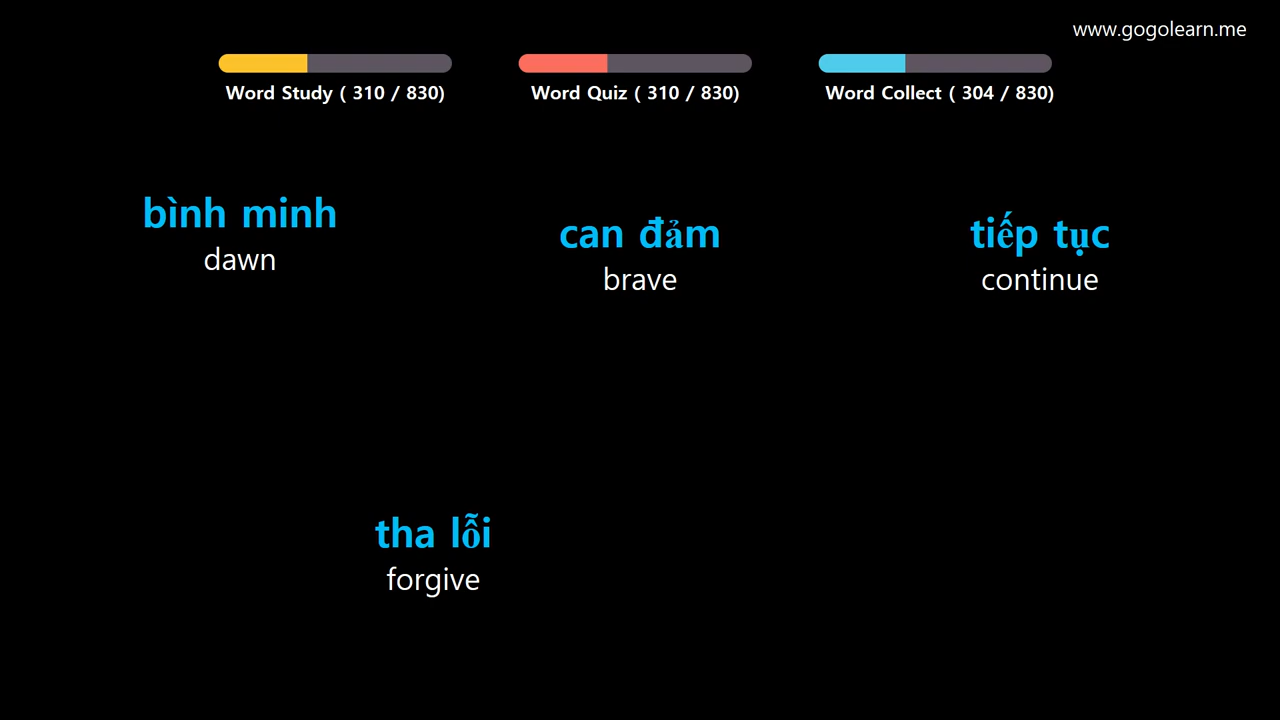 www.gogolearn.me
Word Study ( 310 / 830)
Word Quiz ( 310 / 830)
Word Collect ( 304 / 830)
bình minh
dawn
can đảm
brave
tiếp tục
continue
tha lỗi
forgive